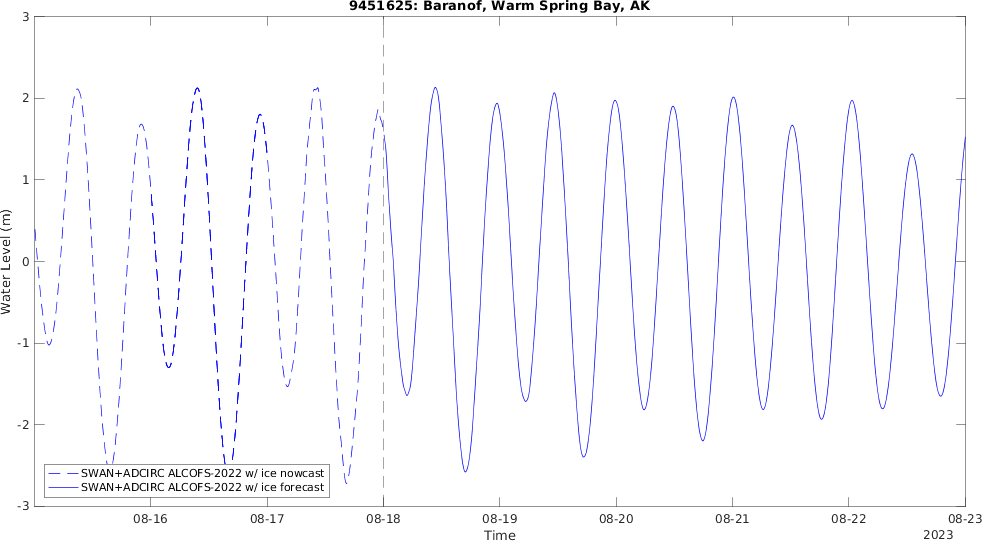 9451625: Baranof, Warm Spring Bay, AK
3
2
1
0
-1
-2
-3
Water Level (m)
SWAN+ADCIRC ALCOFS-2022 w/ ice nowcast
SWAN+ADCIRC ALCOFS-2022 w/ ice forecast
08-16 08-17 08-18 08-19 08-20 08-21 08-22 08-23
Time
2023